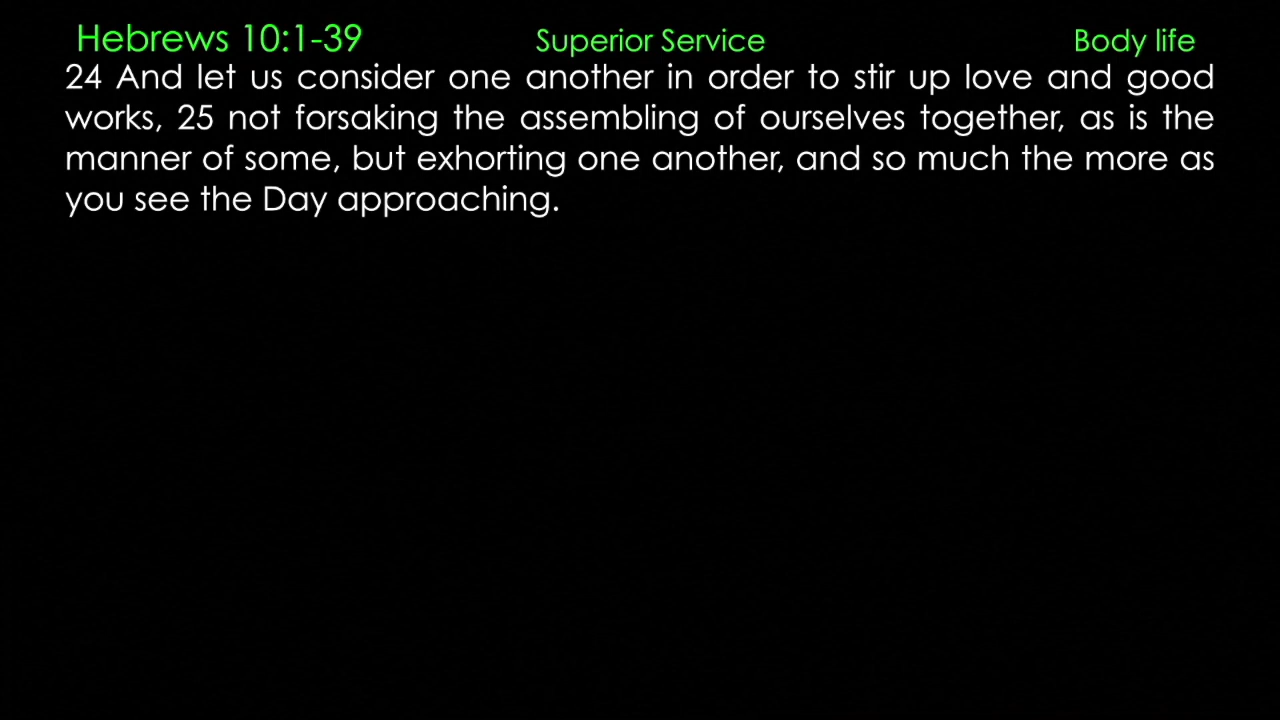 Hebrews 10:1-39 Superior Service Body life
24 And let us consider one another in order to stir up love and good
works, 25 not forsaking the assembling of ourselves together, as is the
manner of some, but exhorting one another, and so much the more as
you see the Day approaching.